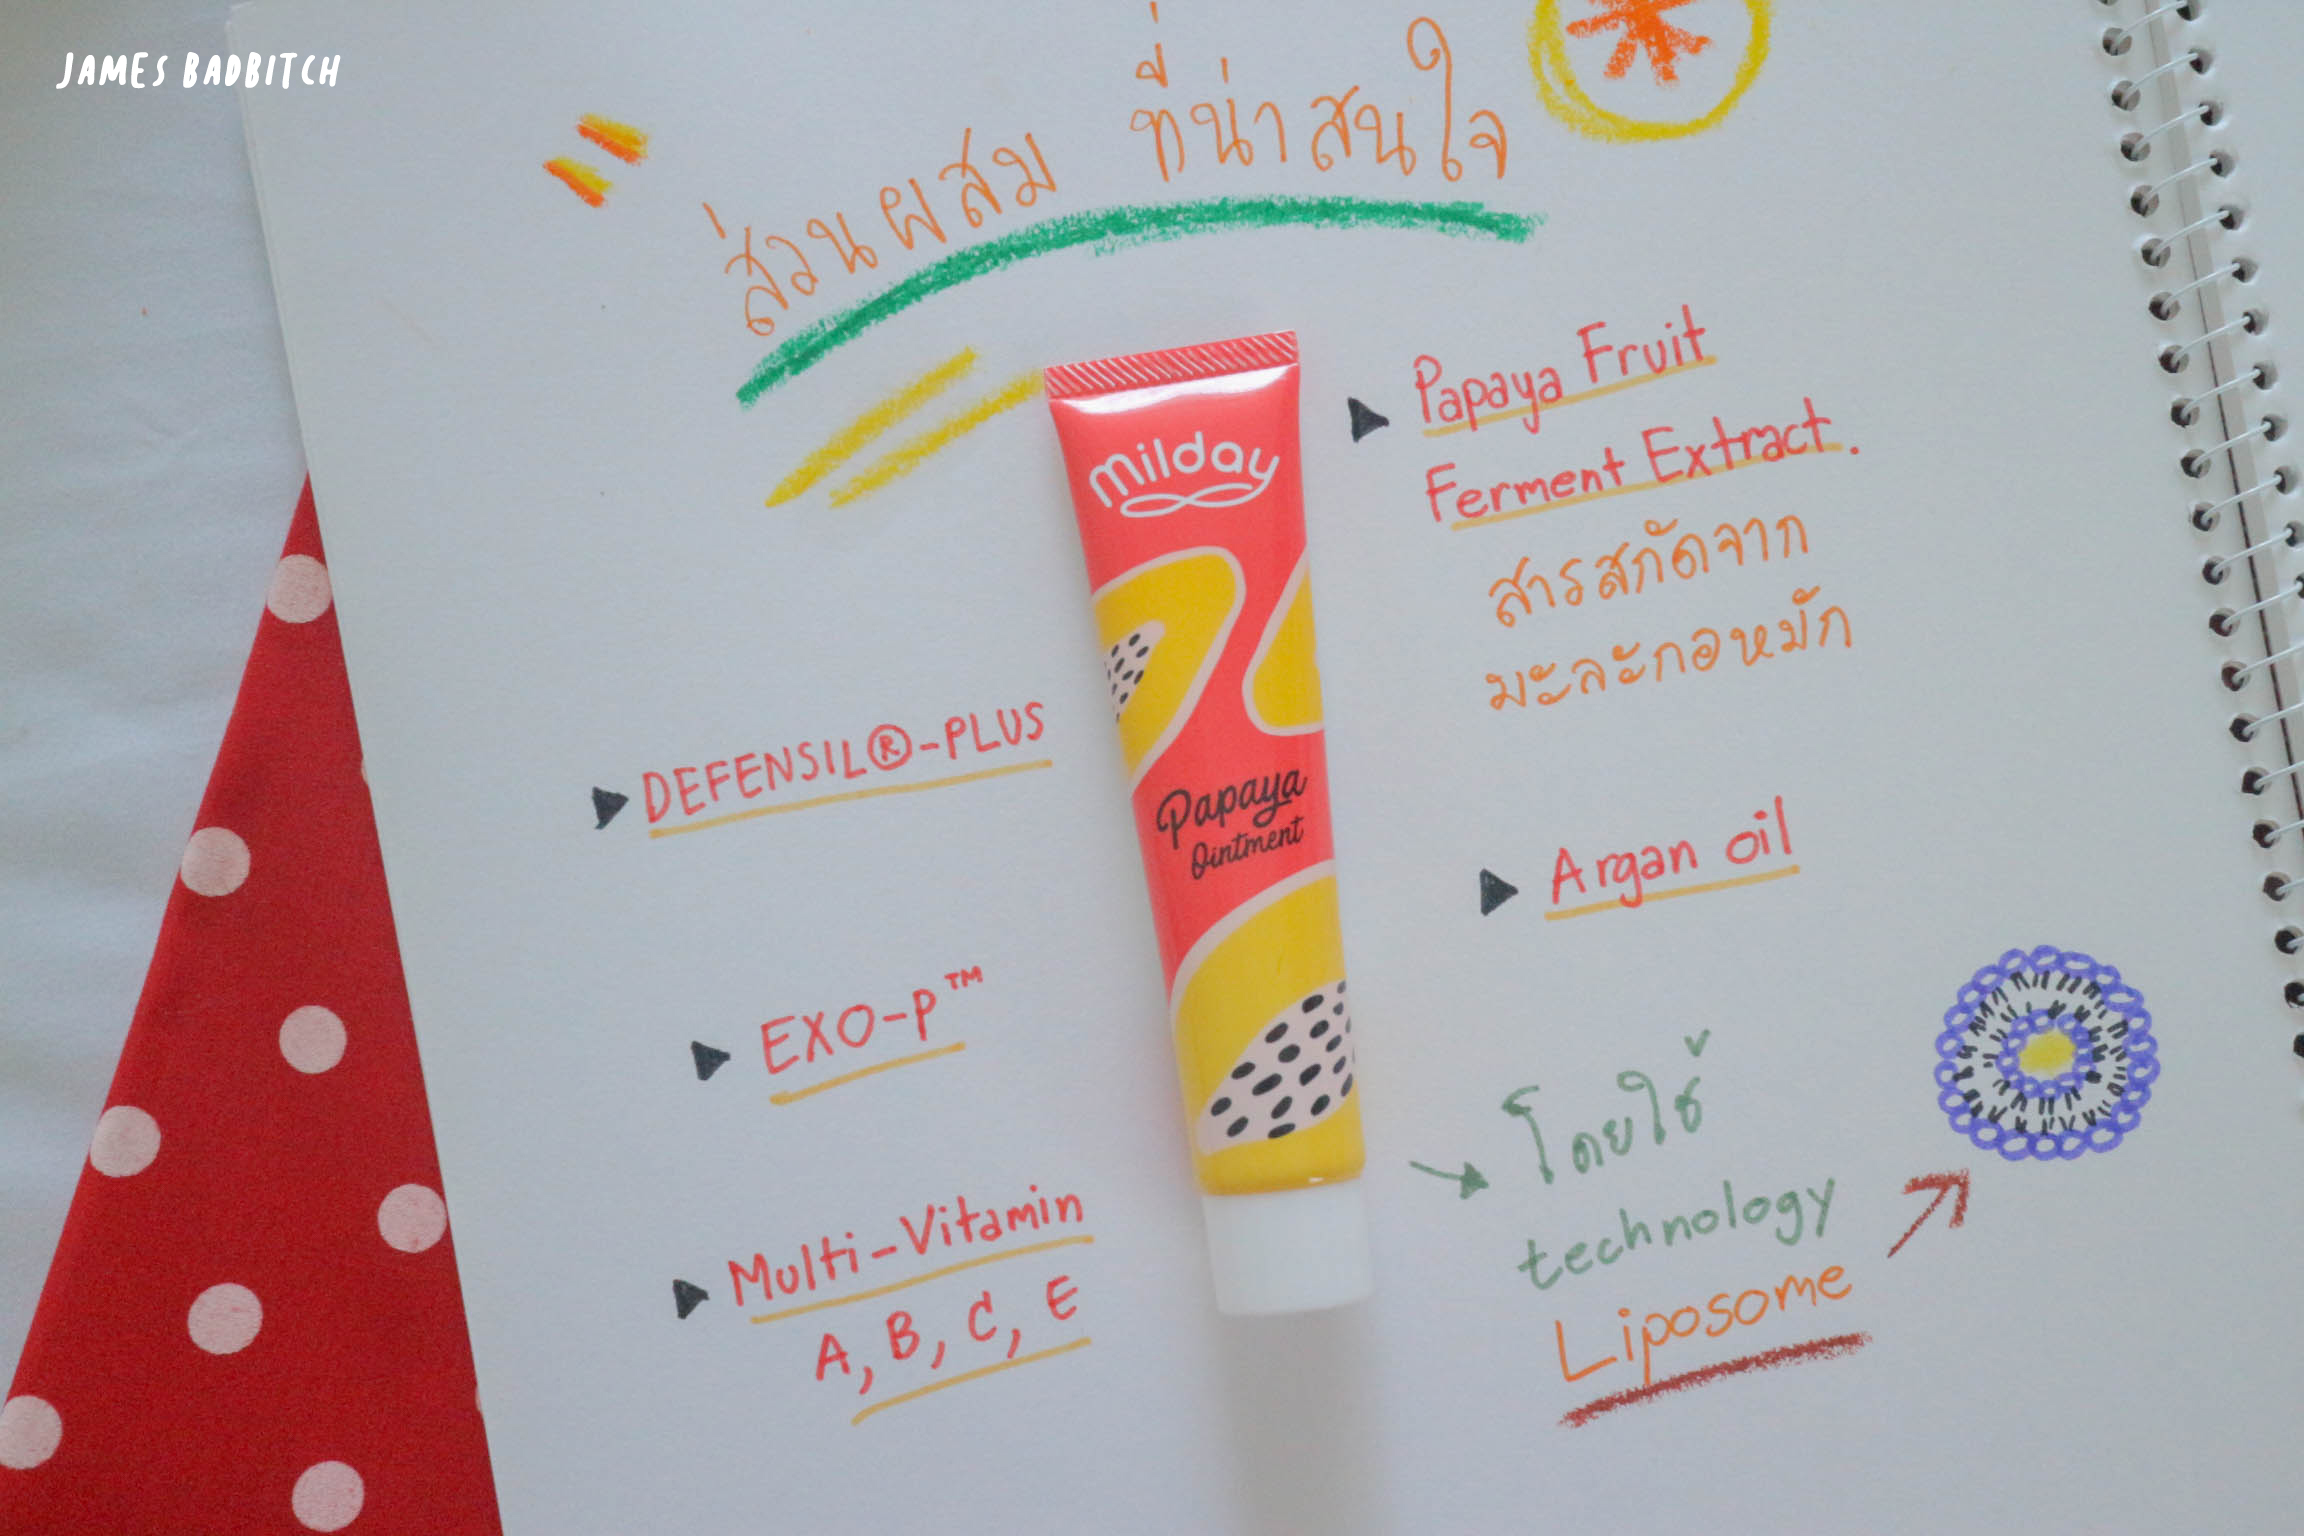 JAMES BADBITCH
ส่วนผสม ที่น่าสนใจ
milday
Papaya
Ointment
Papaya Fruit
Ferment Extract.
สารสกัดจาก
มะละกอหมัก
DEFENSIL®-PLUS
Argan oil
EXO-P™
โดยใช้
technology
Liposome
Multi-Vitamin
A, B, C, E